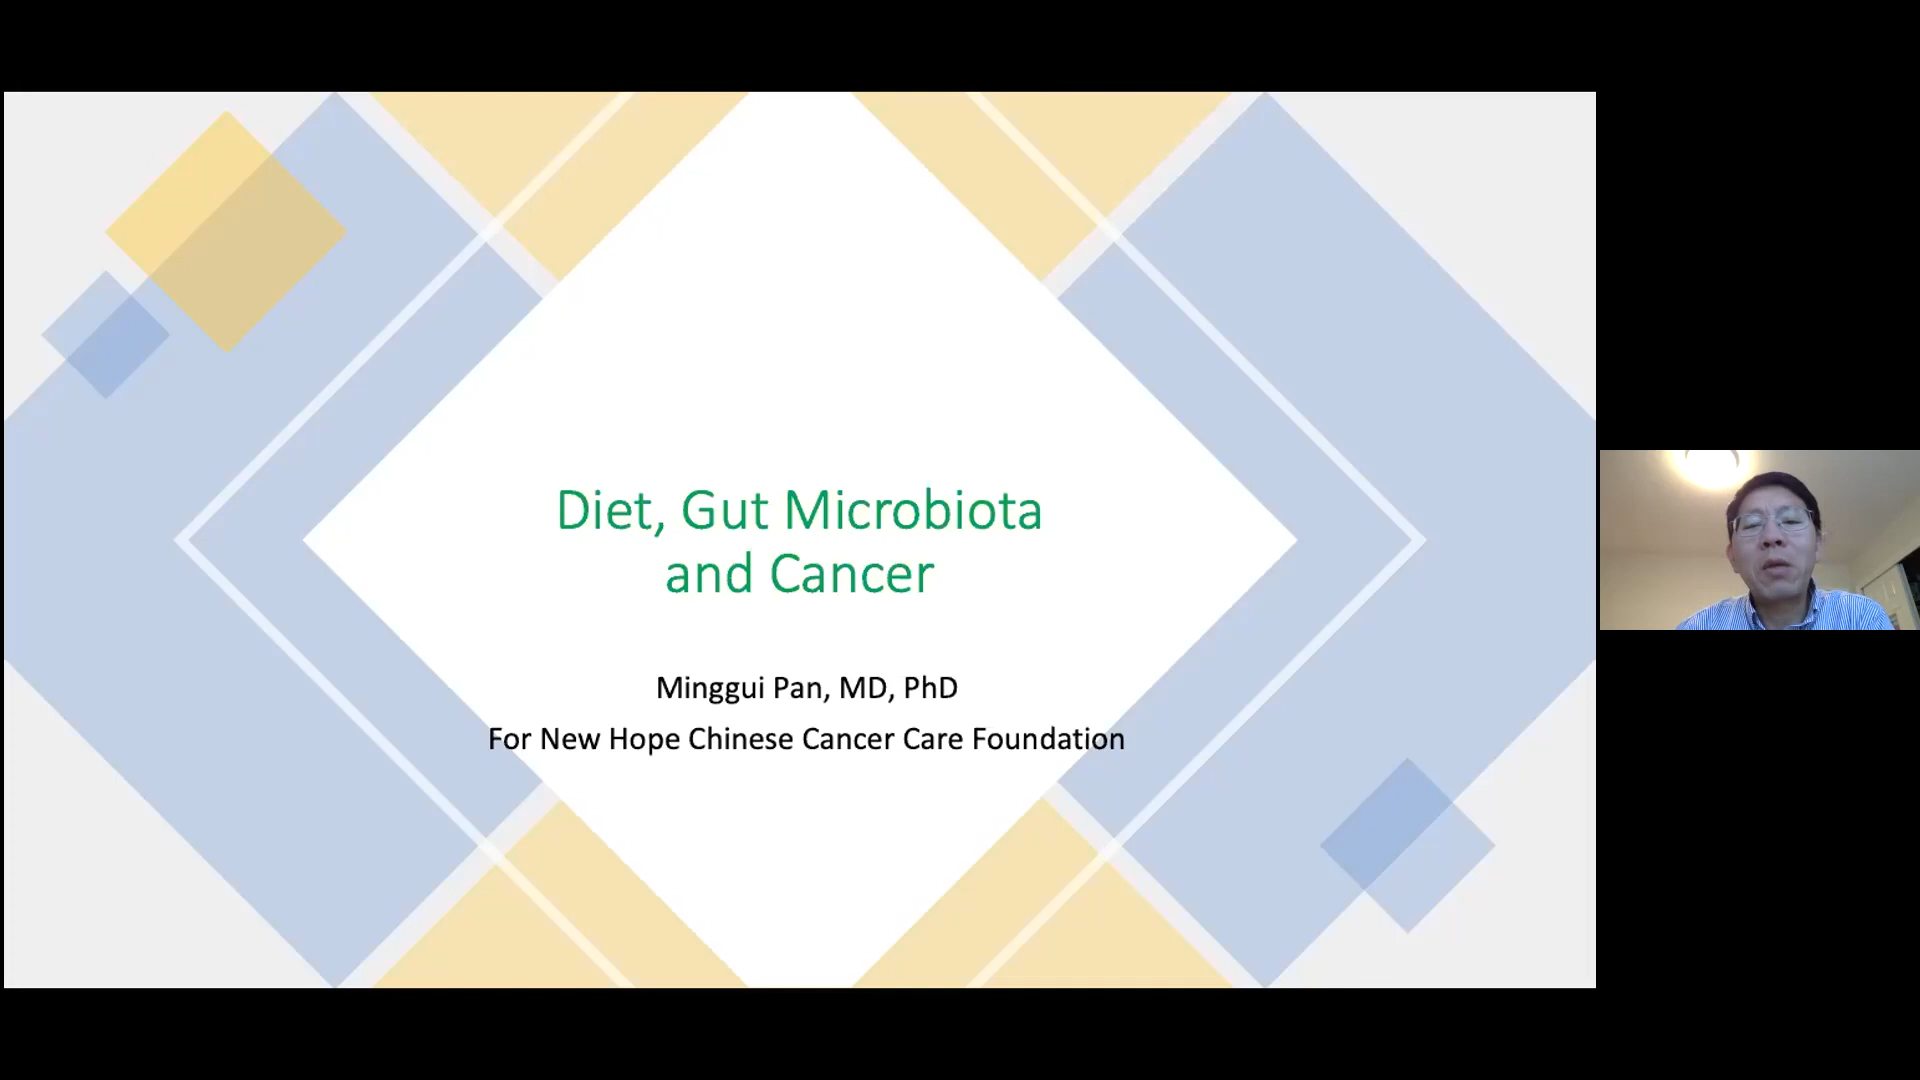 Diet, Gut Microbiota
and Cancer
Minggui Pan, MD, PhD
For New Hope Chinese Cancer Care Foundation